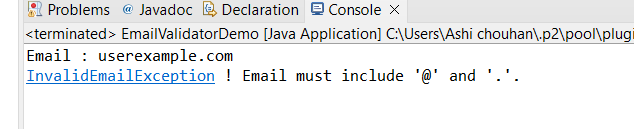 Problems @ Javadoc Declaration Console
<terminated> EmailValidatorDemo [Java Application] C:\Users\Ashi chouhan\.p2\pool\plugi
Email : userexample.com
InvalidEmailException ! Email must include '@' and '.'.